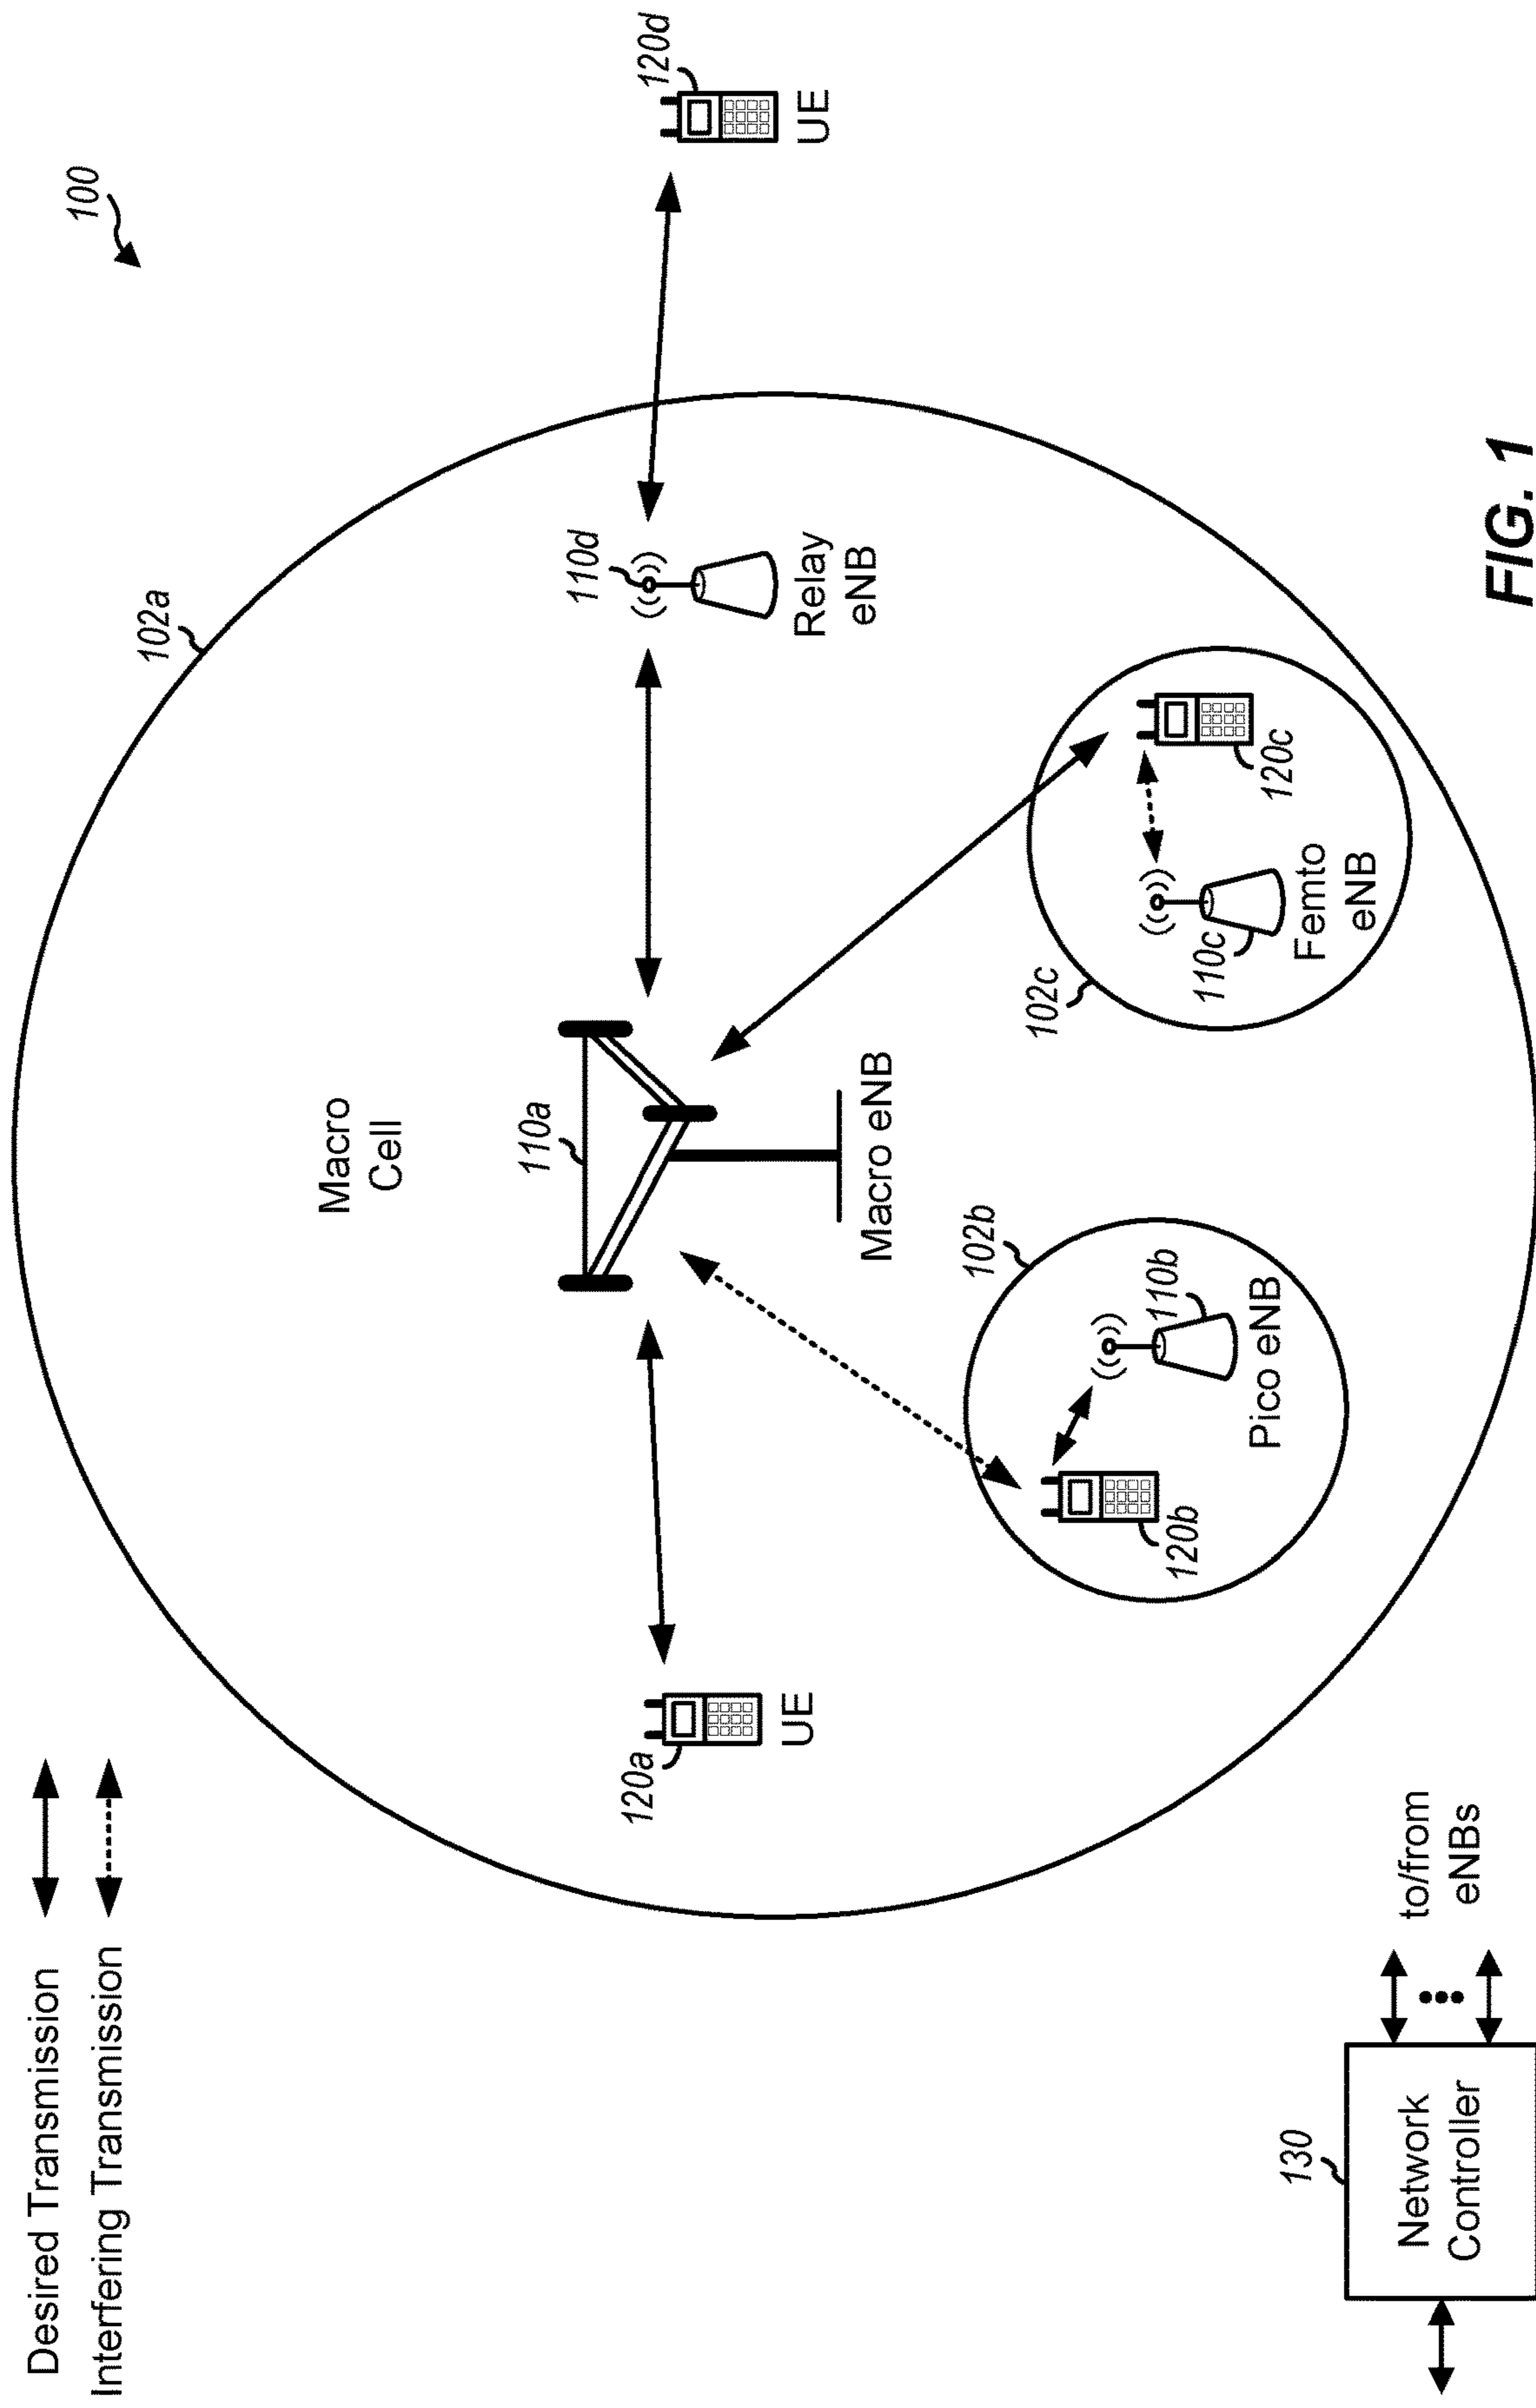 Desired Transmission
Interfering Transmission
100
102a
Macro
Cell
110a
Macro eNB
110d
Relay
eNB
120d
UE
120a
UE
102b
110b
Pico eNB
120b
102c
110c
Femto
eNB
120c
130
Network
Controller
to/from
eNBs
FIG. 1